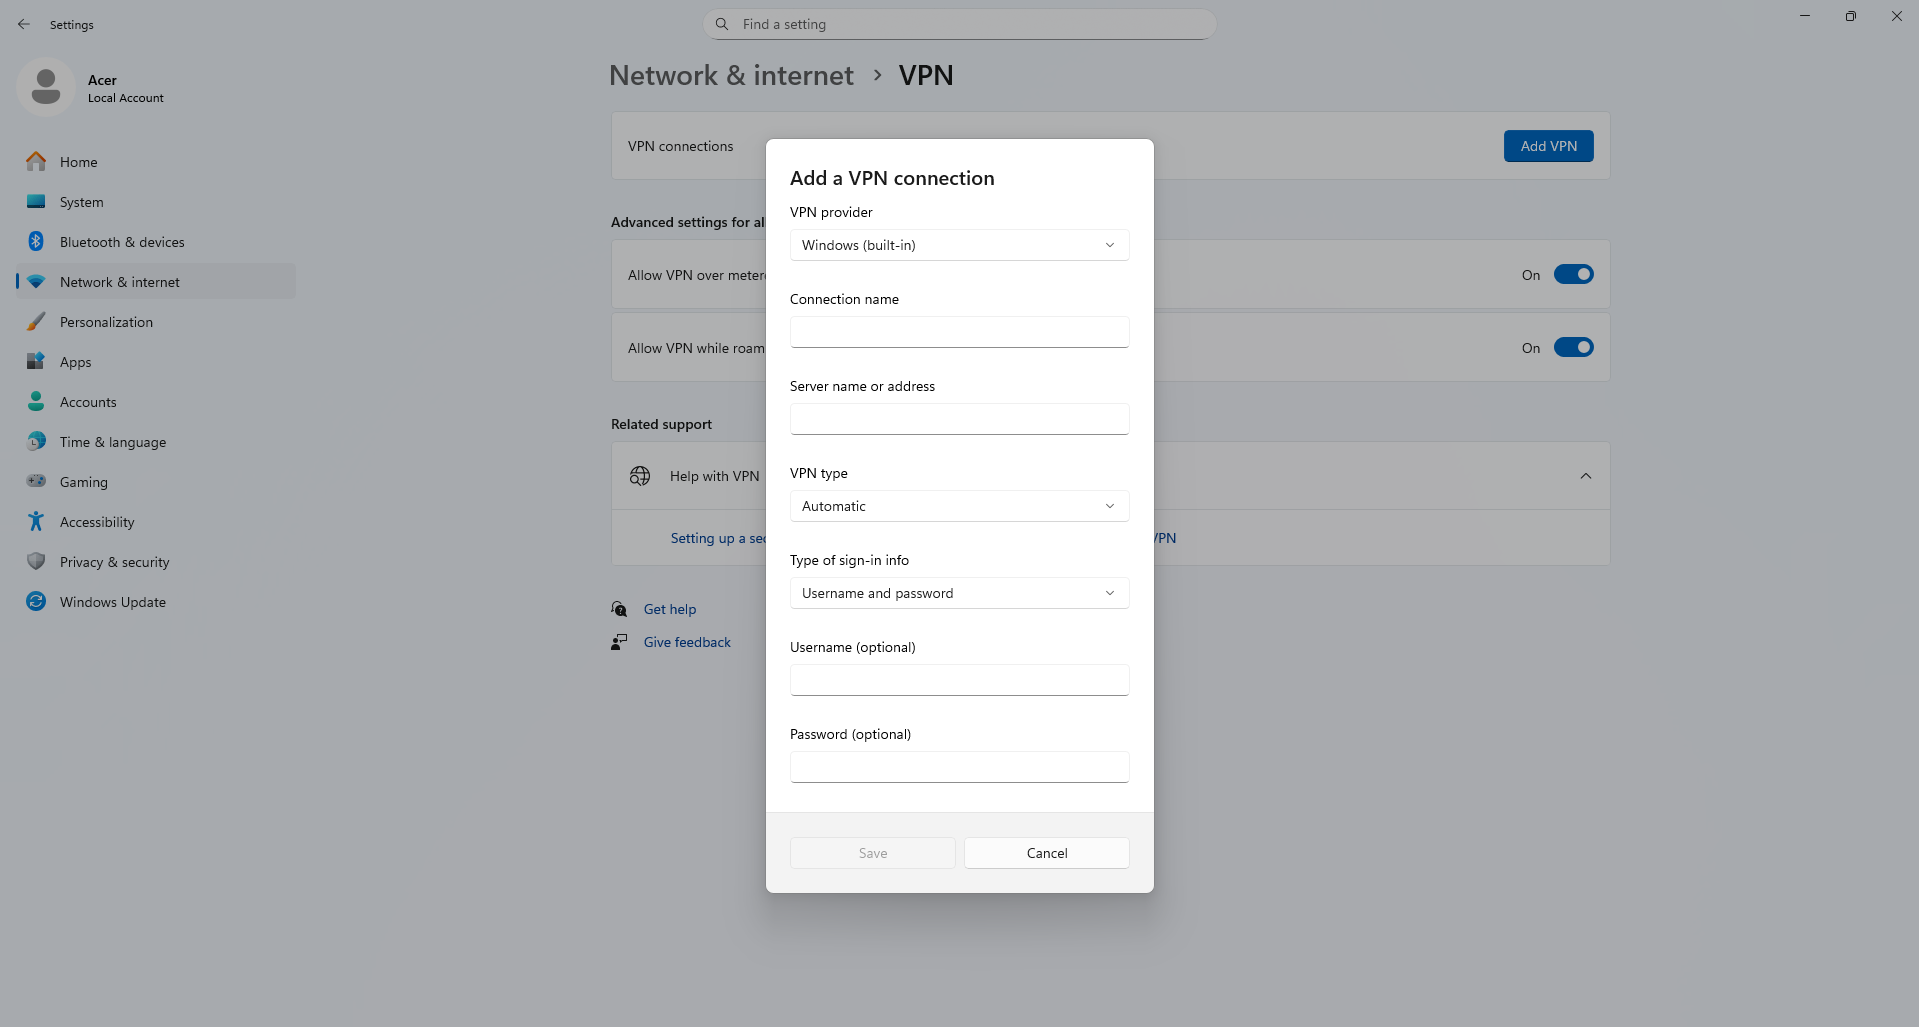 Settings
Find a setting
Acer
Local Account
Home
System
Bluetooth & devices
Network & internet
Personalization
Apps
Accounts
Time & language
Gaming
Accessibility
Privacy & security
Windows Update
Network & internet > VPN
VPN connections
Add VPN
Advanced settings for al
Allow VPN over meter
On
Allow VPN while roam
On
Related support
Help with VPN
Setting up a se
VPN
Get help
Give feedback
Add a VPN connection
VPN provider
Windows (built-in)
Connection name
Server name or address
VPN type
Automatic
Type of sign-in info
Username and password
Username (optional)
Password (optional)
Save
Cancel